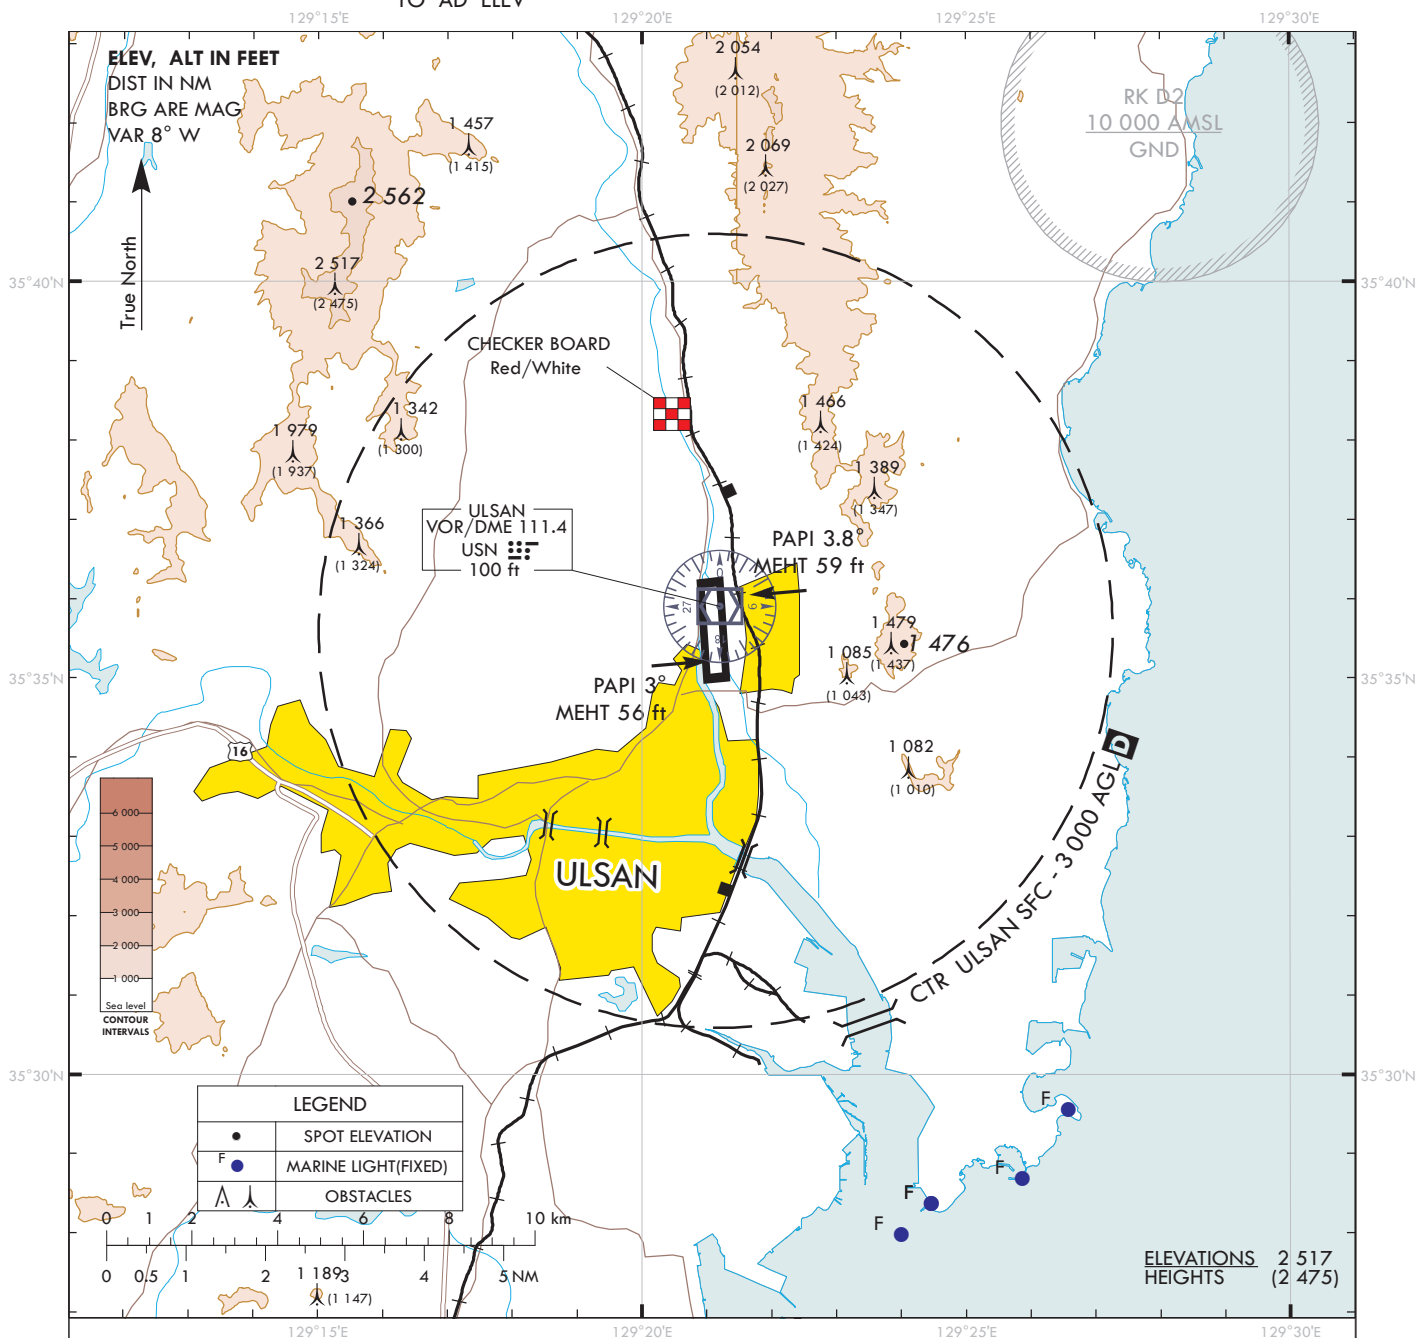 TO AD ELEV
129°15'E 129°20'E 129°25'E 129°30'E
ELEV, ALT IN FEET
DIST IN NM
BRG ARE MAG
VAR 8° W
True North
2 054
(2 012)
RK D2
10 000 AMSL
GND
1 457
(1 415)
2 069
(2 027)
2 562
2 517
(2 475)
35°40'N
35°40'N
CHECKER BOARD
Red/White
1 342
(1 300)
1 979
(1 937)
1 466
(1 424)
1 389
(1 347)
1 366
(1 324)
ULSAN
VOR/DME 111.4
USN
100 ft
PAPI 3.8°
MEHT 59 ft
0
9
18
27
1 479
(1 437)
1 476
1 085
(1 043)
35°35'N
35°35'N
PAPI 3°
MEHT 56 ft
16
1 082
(1 010)
D
CTR ULSAN SFC - 3 000 AGL
ULSAN
6 000
5 000
4 000
3 000
2 000
1 000
Sea level
CONTOUR
INTERVALS
35°30'N
35°30'N
LEGEND
SPOT ELEVATION
F MARINE LIGHT(FIXED)
OBSTACLES
F
F
F
F
0 1 2 4 6 8 10 km
0 0.5 1 2 3 4 5 NM
1 189
(1 147)
ELEVATIONS 2 517
HEIGHTS (2 475)
129°15'E 129°20'E 129°25'E 129°30'E